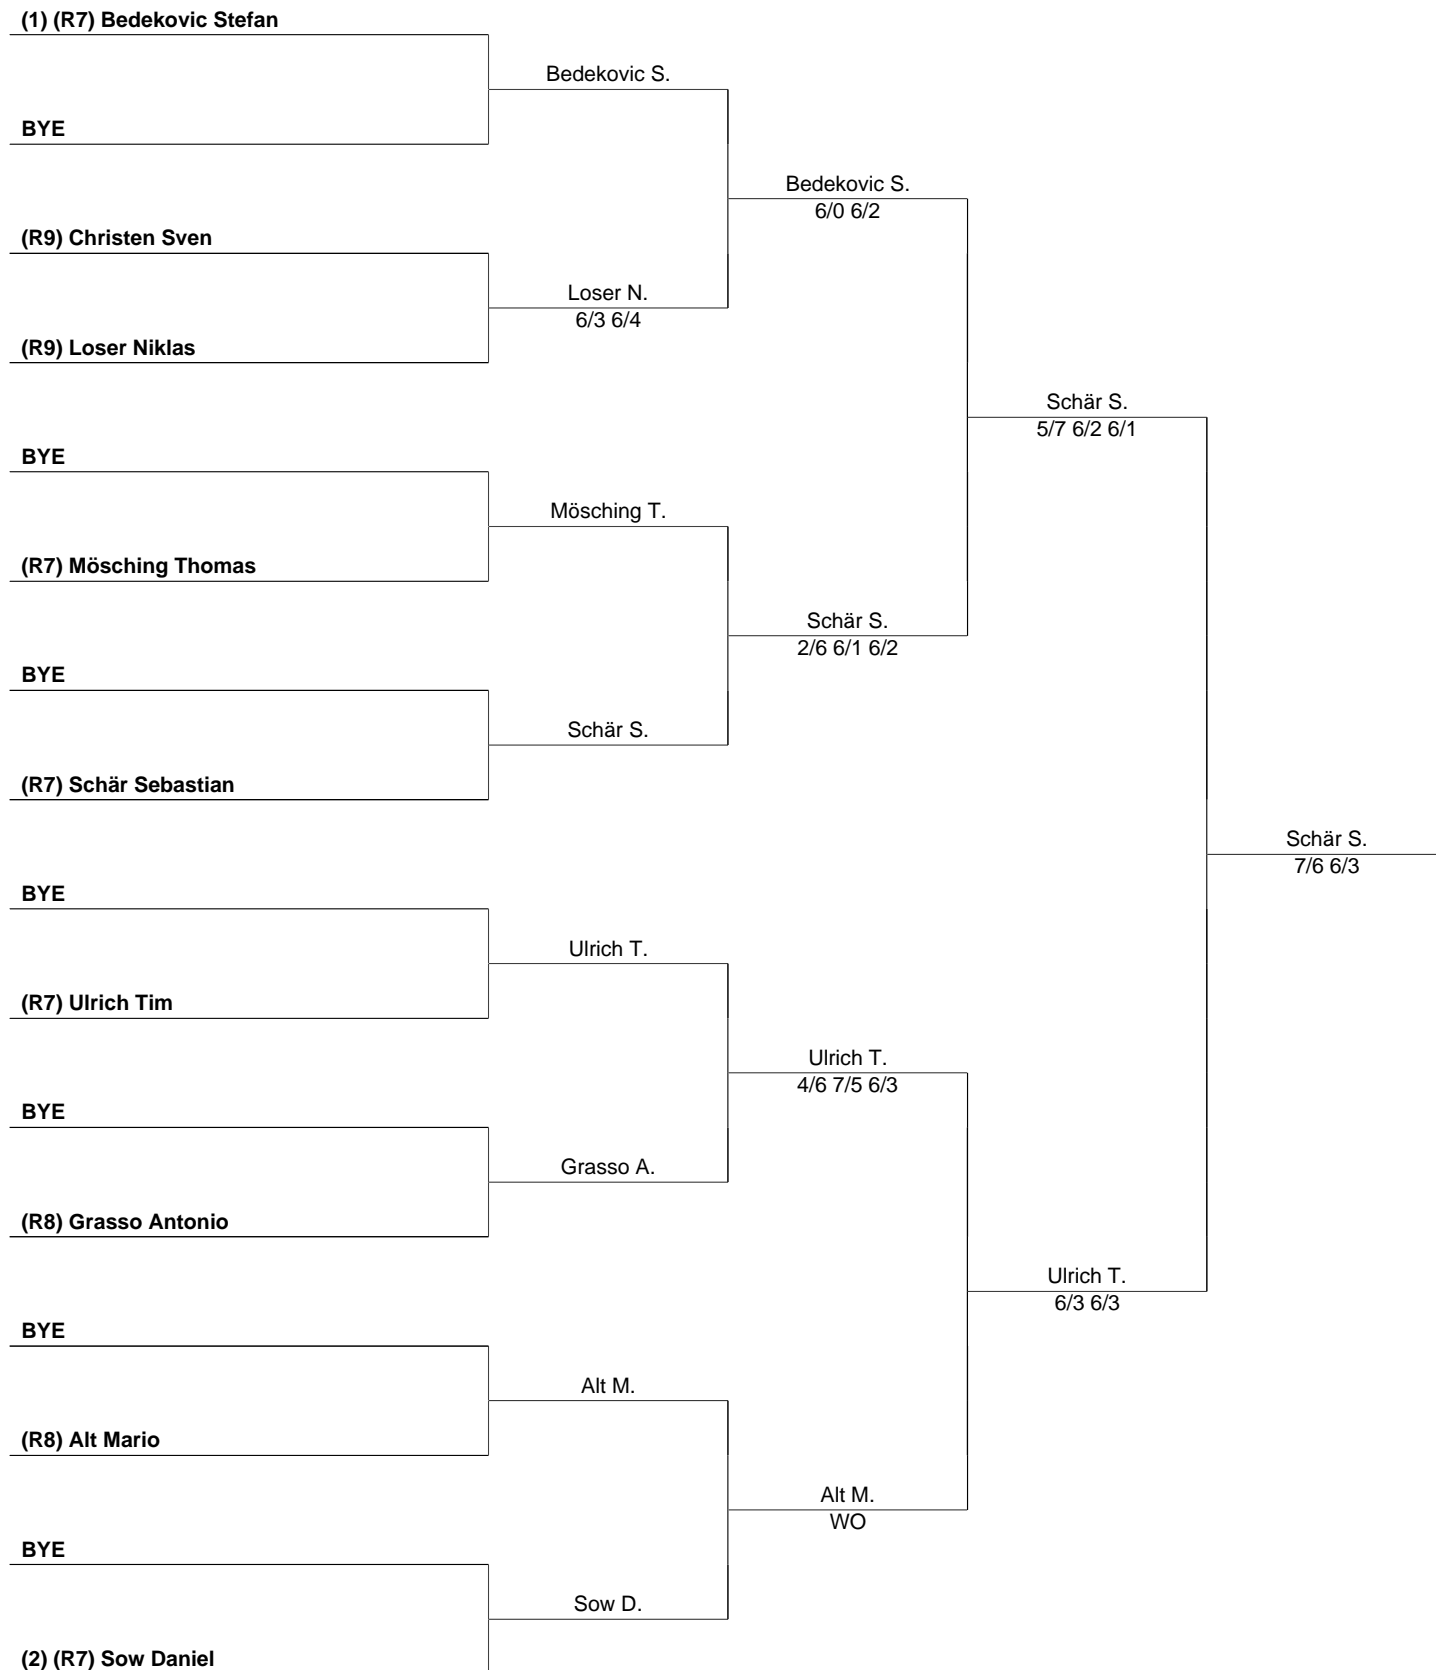 (1) (R7) Bedekovic Stefan
Bedekovic S.
BYE
Bedekovic S.
6/0 6/2
(R9) Christen Sven
Loser N.
6/3 6/4
(R9) Loser Niklas
Schär S.
5/7 6/2 6/1
BYE
Mösching T.
(R7) Mösching Thomas
Schär S.
2/6 6/1 6/2
BYE
Schär S.
(R7) Schär Sebastian
Schär S.
7/6 6/3
BYE
Ulrich T.
(R7) Ulrich Tim
Ulrich T.
4/6 7/5 6/3
BYE
Grasso A.
(R8) Grasso Antonio
Ulrich T.
6/3 6/3
BYE
Alt M.
(R8) Alt Mario
Alt M.
WO
BYE
Sow D.
(2) (R7) Sow Daniel